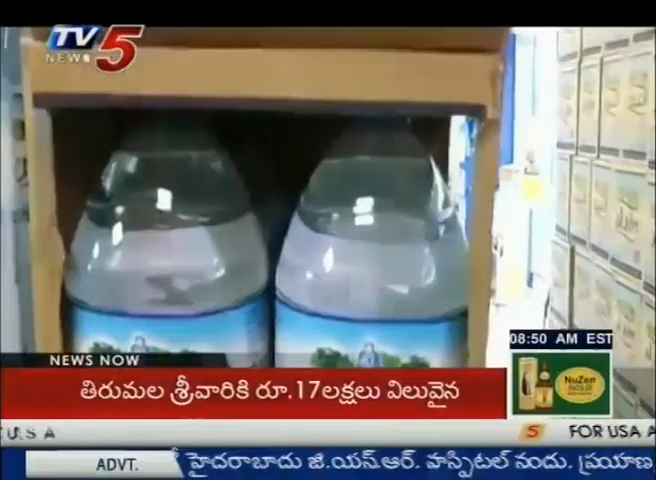 TV5
NEWS
08:50 AM EST
NuZen
GOLD
NEWS NOW
తిరుమల శ్రీవారికి రూ.17లక్షలు విలువైన
USA
5 FOR USA A
ADVT. హైదరాబాదు జి.యస్.ఆర్. హాస్పిటల్ నందు. ప్రయాణ